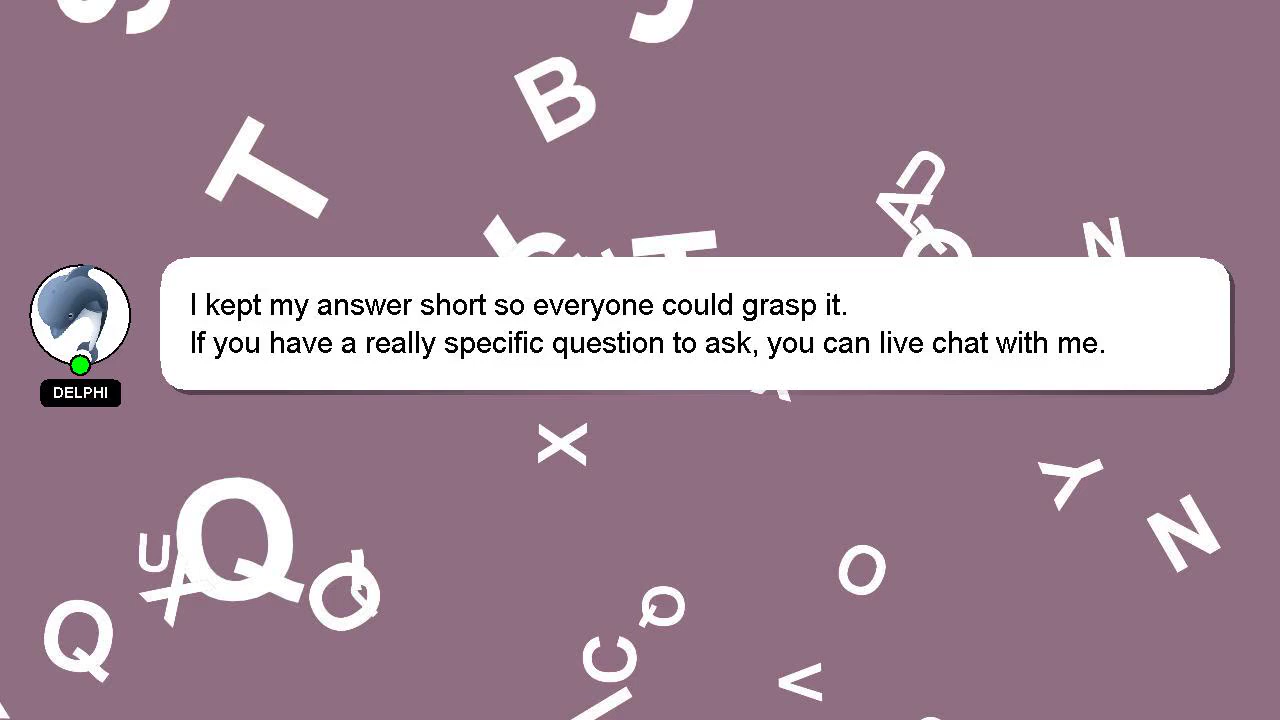 I kept my answer short so everyone could grasp it.
If you have a really specific question to ask, you can live chat with me.
DELPHI
T
B
U
A
N
T
X
Y
N
Q
U
X
Q
Q
O
Q
C
V